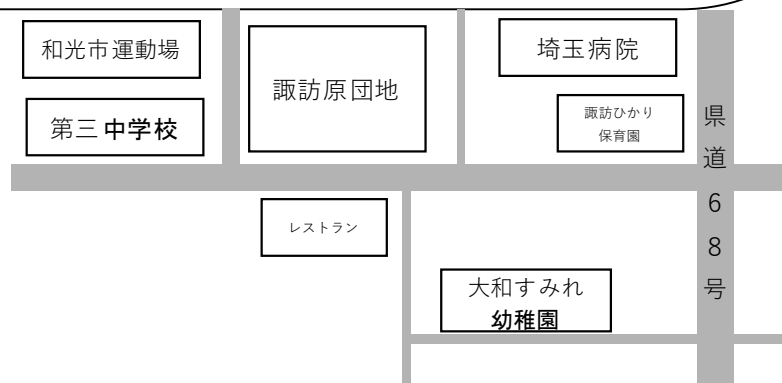 和光市運動場
第三中学校
諏訪原団地
埼玉病院
諏訪ひかり
保育園
県道68号
レストラン
大和すみれ
幼稚園